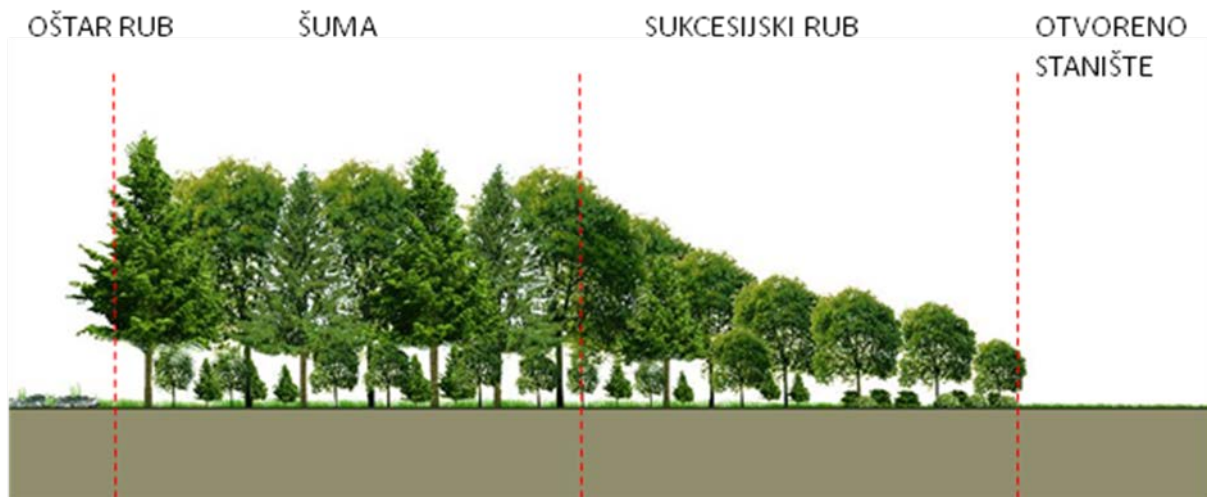 OŠTAR RUB
ŠUMA
SUKCESIJSKI RUB
OTVORENO
STANIŠTE